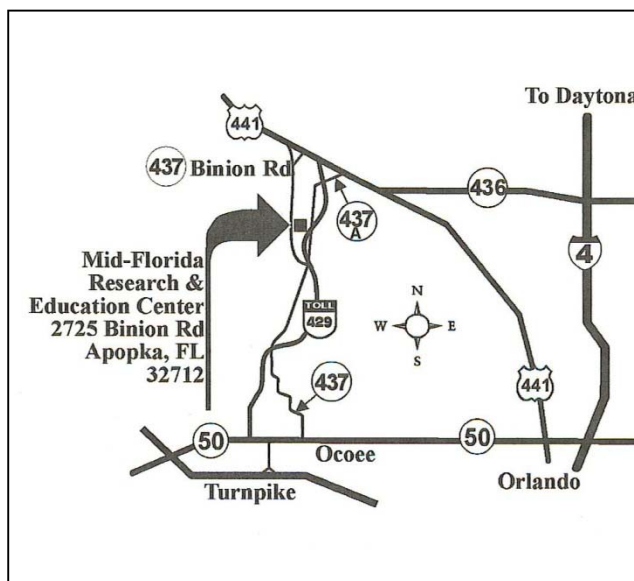 To Daytona
441
437 Binion Rd
436
437
A
4
Mid-Florida
Research &
Education Center
2725 Binion Rd
Apopka, FL
32712
TOLL
429
N
W E
S
441
437
50
50
Ocoee
Turnpike
Orlando